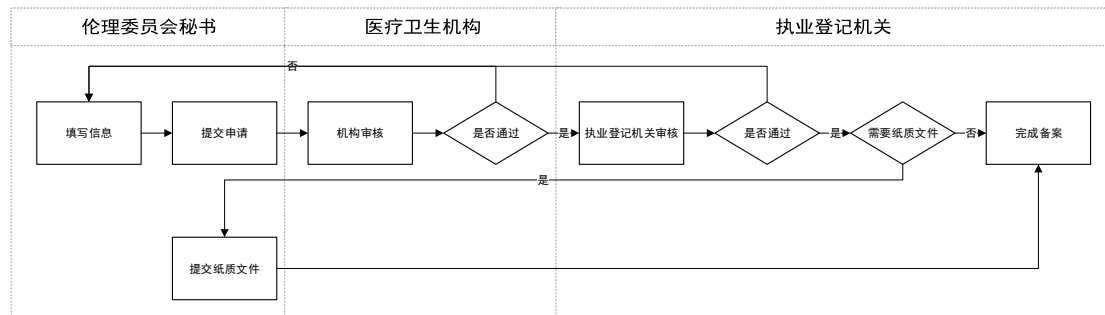 伦理委员会秘书
医疗卫生机构
执业登记机关
否
填写信息
提交申请
机构审核
是否通过
是
执业登记机关审核
是否通过
是
需要纸质文件
否
完成备案
是
提交纸质文件